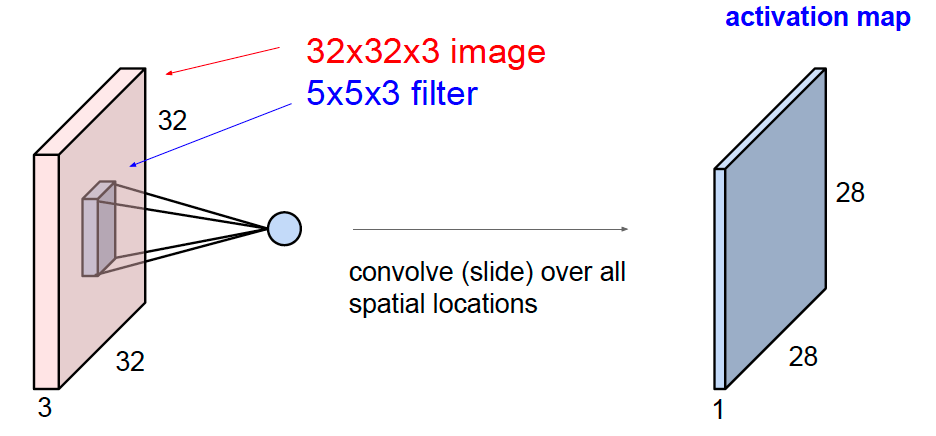 activation map
32x32x3 image
5x5x3 filter
32
28
convolve (slide) over all
spatial locations
32
28
3
1